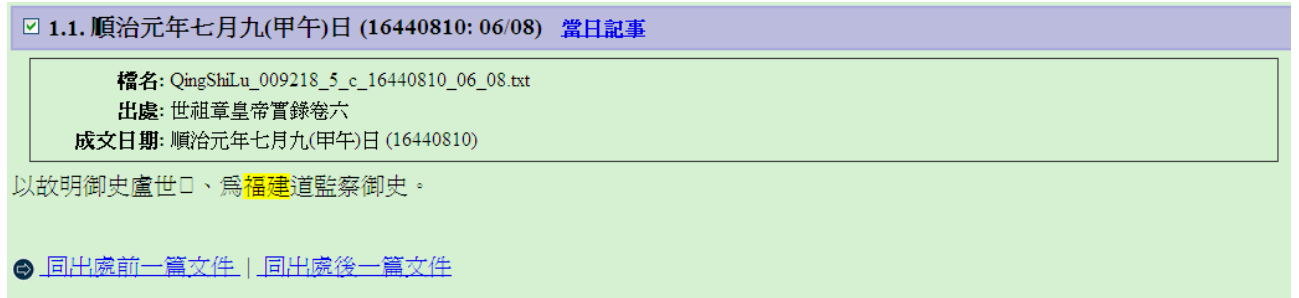 1.1. 順治元年七月九(甲午)日 (16440810: 06/08) 當日記事
檔名: QingShiLu_009218_5_c_16440810_06_08.txt
出處: 世祖章皇帝實錄卷六
成文日期: 順治元年七月九(甲午)日 (16440810)
以故明御史盧世□、爲福建道監察御史。
同出處前一篇文件 | 同出處後一篇文件